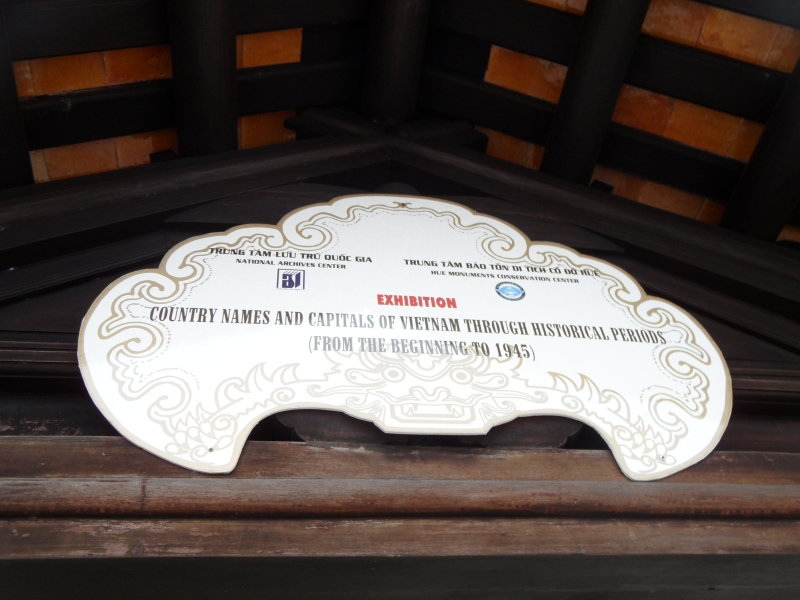 TRUNG TÂM LƯU TRỮ QUỐC GIA
NATIONAL ARCHIVES CENTER
TRUNG TÂM BẢO TỒN DI TÍCH CỐ ĐÔ HUẾ
HUE MONUMENTS CONSERVATION CENTER
EXHIBITION
COUNTRY NAMES AND CAPITALS OF VIETNAM THROUGH HISTORICAL PERIODS
(FROM THE BEGINNING TO 1945)